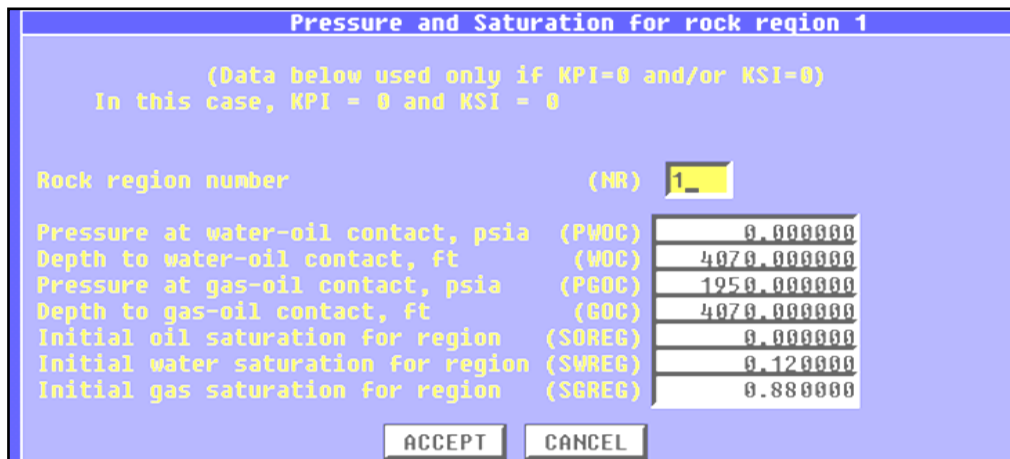 Pressure and Saturation for rock region 1
(Data below used only if KPI=0 and/or KSI=0)
In this case, KPI = 0 and KSI = 0
Rock region number (NR) 1_
Pressure at water-oil contact, psia (PWOC) 0.000000
Depth to water-oil contact, ft (WOC) 4070.000000
Pressure at gas-oil contact, psia (PGOC) 1950.000000
Depth to gas-oil contact, ft (GOC) 4070.000000
Initial oil saturation for region (SOREG) 0.000000
Initial water saturation for region (SWREG) 0.120000
Initial gas saturation for region (SGREG) 0.880000
ACCEPT CANCEL